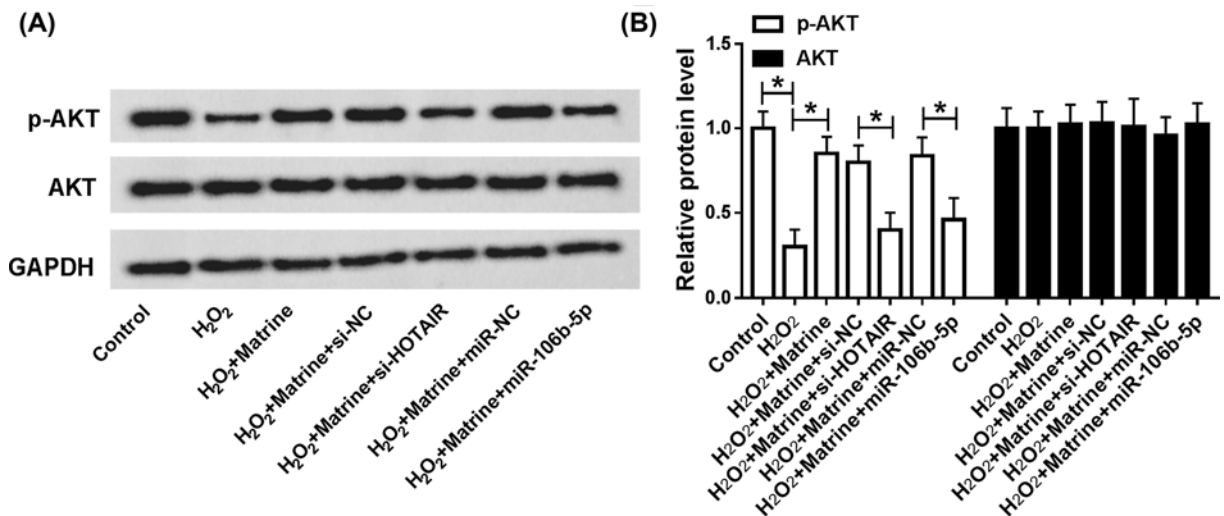 (A)
p-AKT
AKT
GAPDH
Control
H₂O₂
H₂O₂+Matrine
H₂O₂+Matrine+si-NC
H₂O₂+Matrine+si-HOTAIR
H₂O₂+Matrine+miR-NC
H₂O₂+Matrine+miR-106b-5p
(B)
p-AKT
AKT
Relative protein level
1.5
1.0
0.5
0.0
*
*
*
*
Control
H₂O₂
H₂O₂+Matrine
H₂O₂+Matrine+si-NC
H₂O₂+Matrine+si-HOTAIR
H₂O₂+Matrine+miR-NC
H₂O₂+Matrine+miR-106b-5p
Control
H₂O₂
H₂O₂+Matrine
H₂O₂+Matrine+si-NC
H₂O₂+Matrine+si-HOTAIR
H₂O₂+Matrine+miR-NC
H₂O₂+Matrine+miR-106b-5p